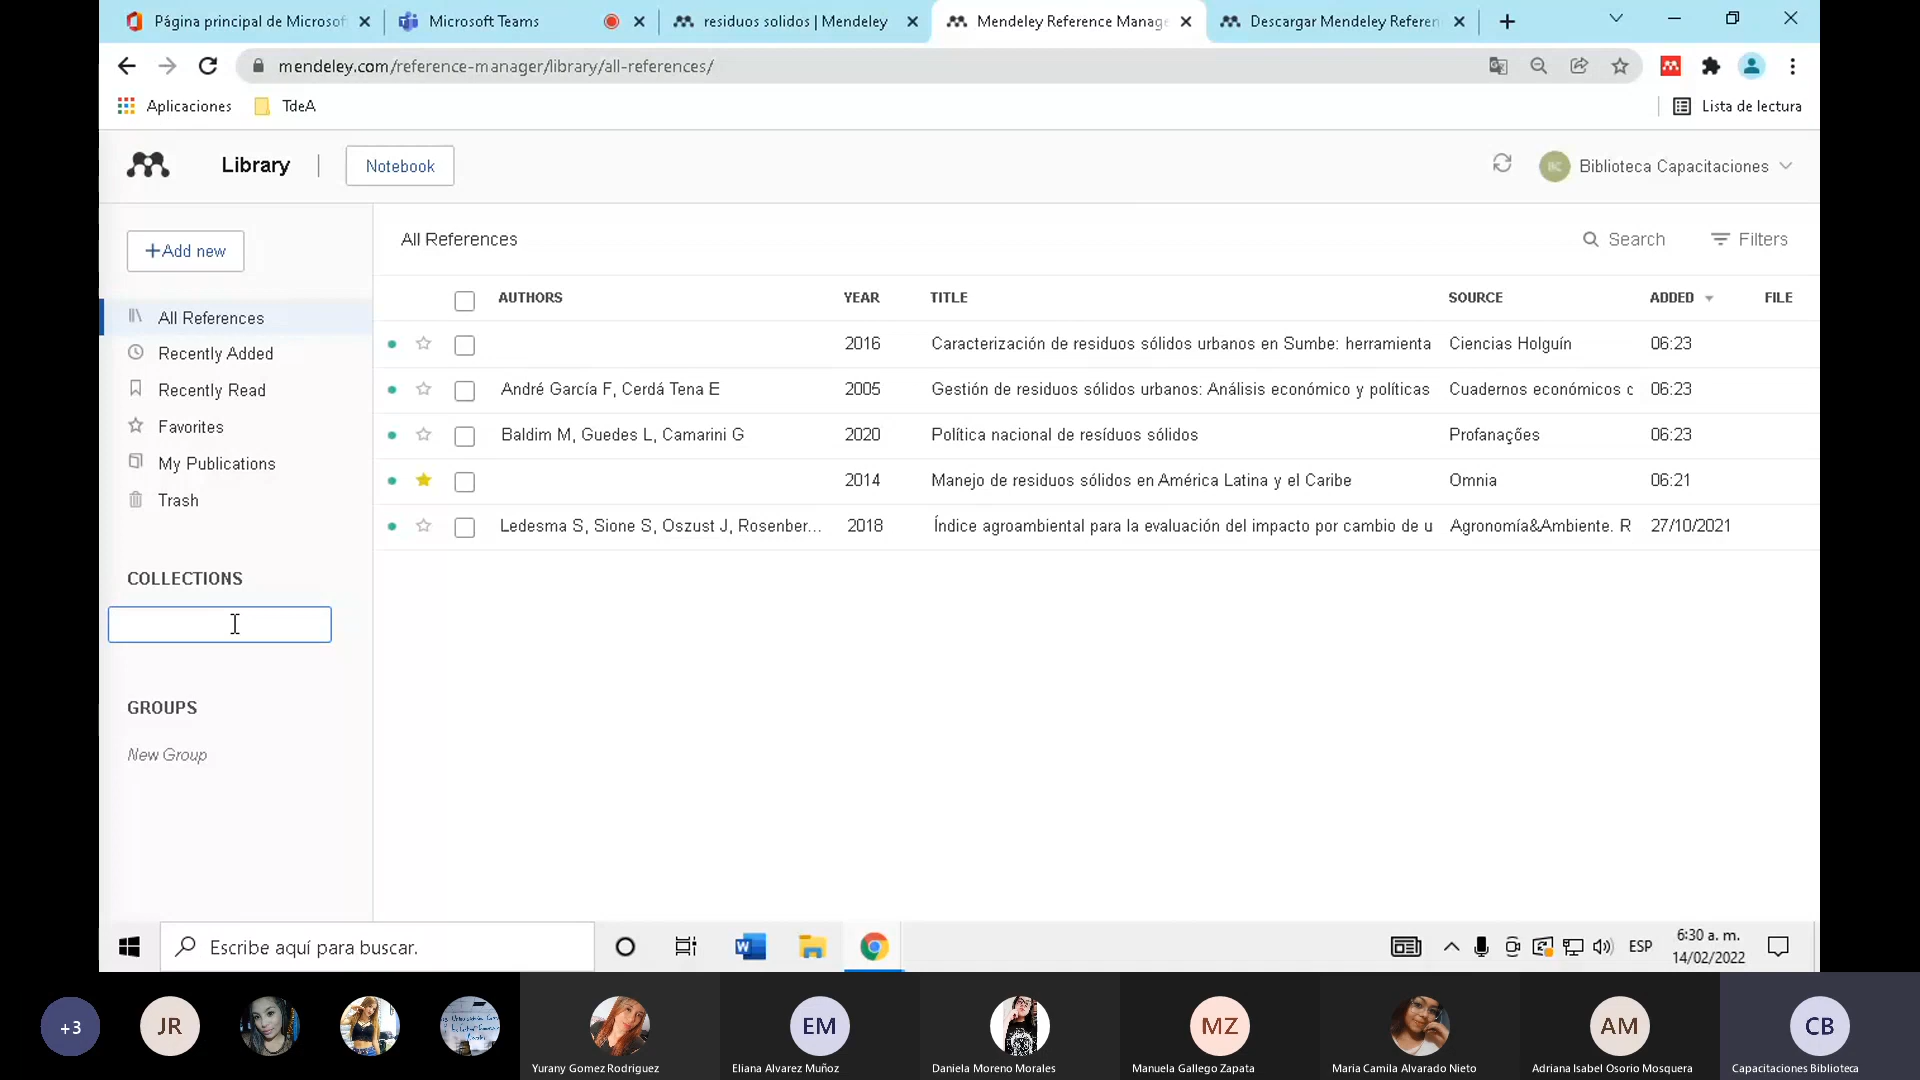 Página principal de Microsof
Microsoft Teams
residuos solidos | Mendeley
Mendeley Reference Manage
Descargar Mendeley Referen
mendeley.com/reference-manager/library/all-references/
Aplicaciones
TdeA
Lista de lectura
Library
Notebook
Biblioteca Capacitaciones
+Add new
All References
Search
Filters
AUTHORS YEAR TITLE SOURCE ADDED FILE
2016 Caracterización de residuos sólidos urbanos en Sumbe: herramienta Ciencias Holguín 06:23
André García F, Cerdá Tena E 2005 Gestión de residuos sólidos urbanos: Análisis económico y políticas Cuadernos económicos c 06:23
Baldim M, Guedes L, Camarini G 2020 Política nacional de resíduos sólidos Profanações 06:23
2014 Manejo de residuos sólidos en América Latina y el Caribe Omnia 06:21
Ledesma S, Sione S, Oszust J, Rosenber... 2018 Índice agroambiental para la evaluación del impacto por cambio de u Agronomía&Ambiente. R 27/10/2021
All References
Recently Added
Recently Read
Favorites
My Publications
Trash
COLLECTIONS
GROUPS
New Group
Escribe aquí para buscar.
ESP
6:30 a. m.
14/02/2022
+3
JR
EM
MZ
AM
CB
Yurany Gomez Rodriguez
Eliana Alvarez Muñoz
Daniela Moreno Morales
Manuela Gallego Zapata
Maria Camila Alvarado Nieto
Adriana Isabel Osorio Mosquera
Capacitaciones Biblioteca